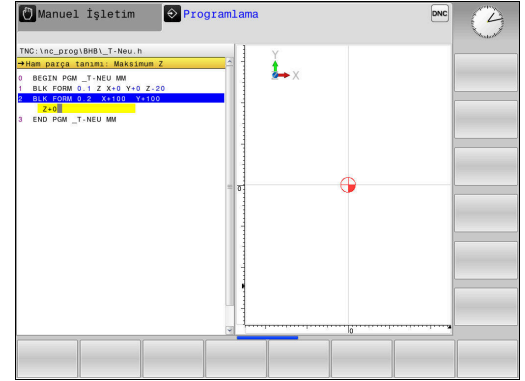 Manuel İşletim
Programlama
DNC
TNC:\nc_prog\BHB\_T-Neu.h
→Ham parça tanımı: Maksimum Z
0 BEGIN PGM _T-NEU MM
1 BLK FORM 0.1 Z X+0 Y+0 Z-20
2 BLK FORM 0.2 X+100 Y+100
Z+0
3 END PGM _T-NEU MM
Y
X
0
0